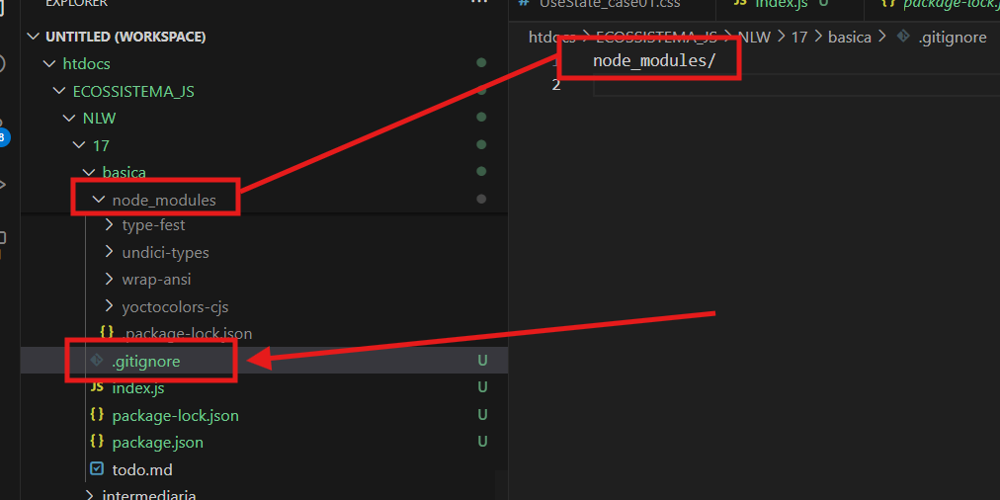 EXPLORER
...
UNTITLED (WORKSPACE)
htdocs
ECOSSISTEMA_JS
NLW
17
basica
node_modules
type-fest
undici-types
wrap-ansi
yoctocolors-cjs
{} .package-lock.json
.gitignore U
JS index.js U
{} package-lock.json U
{} package.json U
todo.md
intermediaria
# UseState_case01.css
JS index.js U
{} package-lock.j
htdocs > ECOSSISTEMA_JS > NLW > 17 > basica > .gitignore
1 node_modules/
2